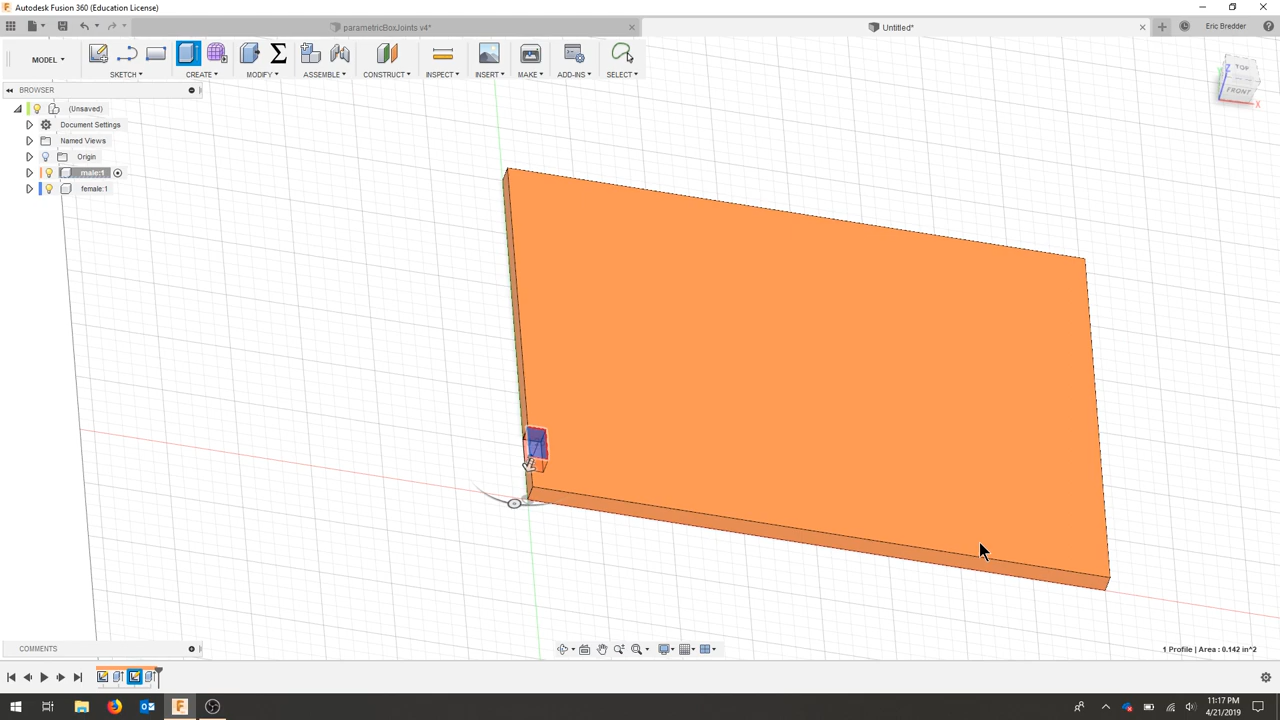 Autodesk Fusion 360 (Education License)
parametricBoxJoints v4*
Untitled*
Eric Bredder
MODEL
SKETCH
CREATE
MODIFY
ASSEMBLE
CONSTRUCT
INSPECT
INSERT
MAKE
ADD-INS
SELECT
BROWSER
(Unsaved)
Document Settings
Named Views
Origin
male:1
female:1
TOP
FRONT
Z
X
COMMENTS
1 Profile | Area : 0.142 in^2
11:17 PM
4/21/2019